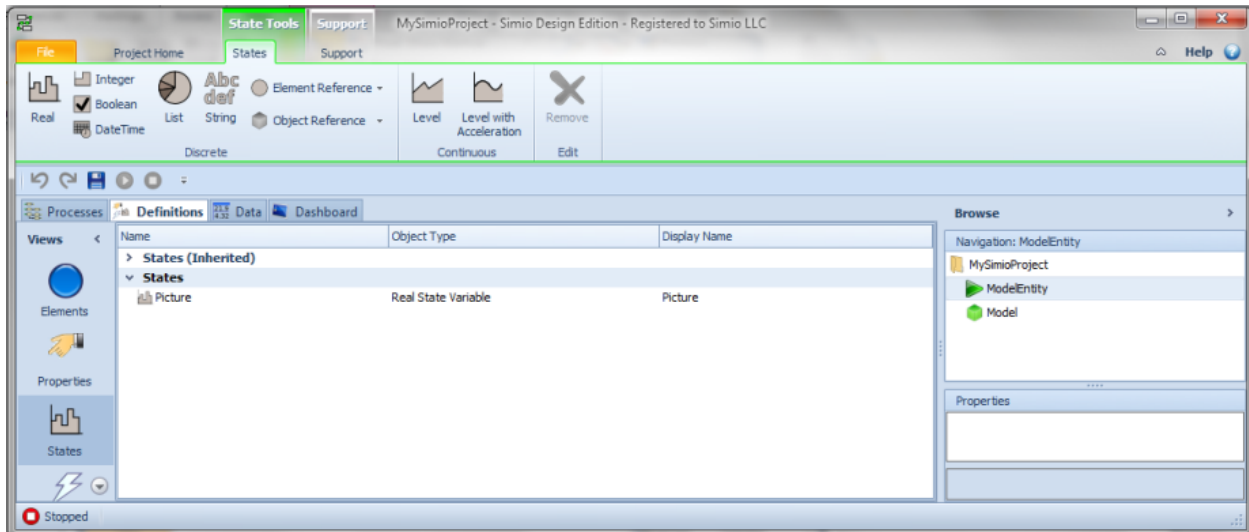 State Tools Support MySimioProject - Simio Design Edition - Registered to Simio LLC
File Project Home States Support Help
Real
Integer
Boolean
DateTime
List
Abc
def
String
Element Reference
Object Reference
Discrete
Level
Level with
Acceleration
Continuous
Remove
Edit
Processes Definitions Data Dashboard
Views
Elements
Properties
States
Name Object Type Display Name
States (Inherited)
States
Picture Real State Variable Picture
Browse
Navigation: ModelEntity
MySimioProject
ModelEntity
Model
Properties
Stopped